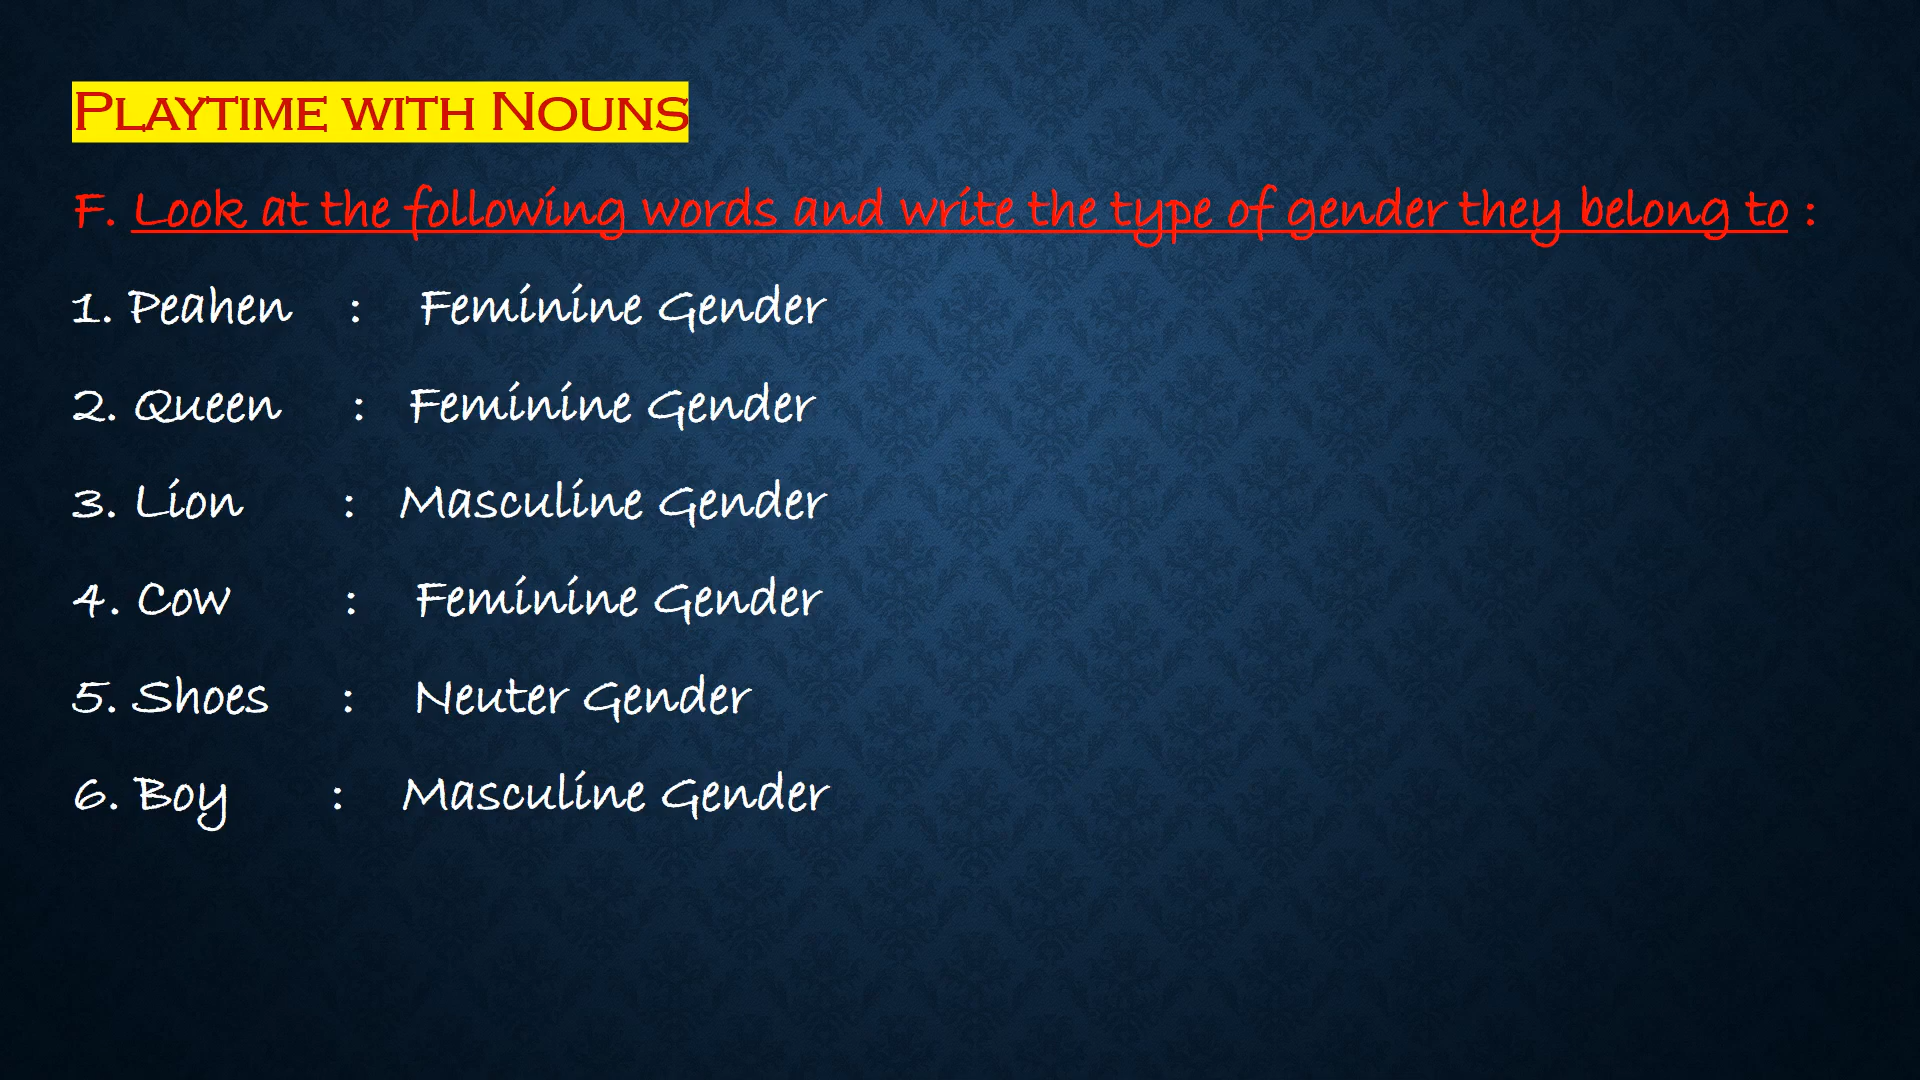 Playtime with Nouns
F. Look at the following words and write the type of gender they belong to :
1. Peahen : Feminine Gender
2. Queen : Feminine Gender
3. Lion : Masculine Gender
4. Cow : Feminine Gender
5. Shoes : Neuter Gender
6. Boy : Masculine Gender